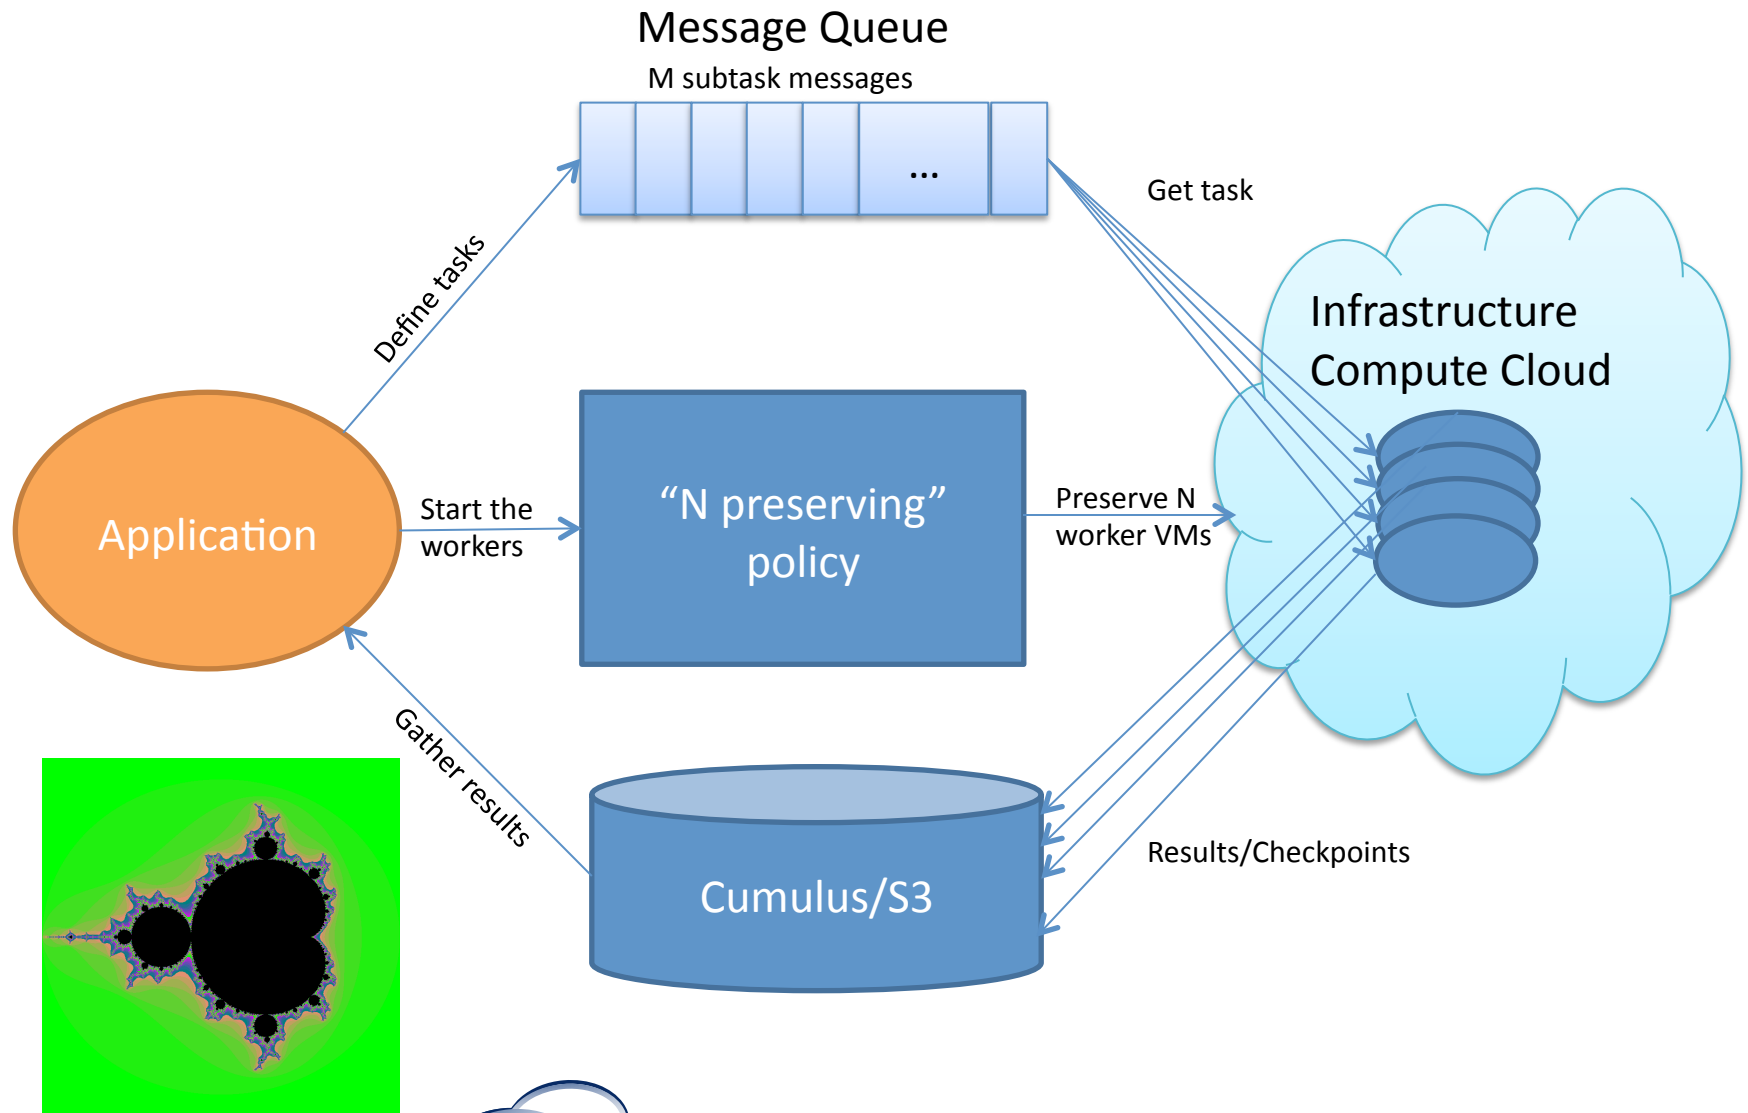 Message Queue
M subtask messages
...
Get task
Define tasks
Infrastructure
Compute Cloud
Application
Start the
workers
“N preserving”
policy
Preserve N
worker VMs
Gather results
Cumulus/S3
Results/Checkpoints